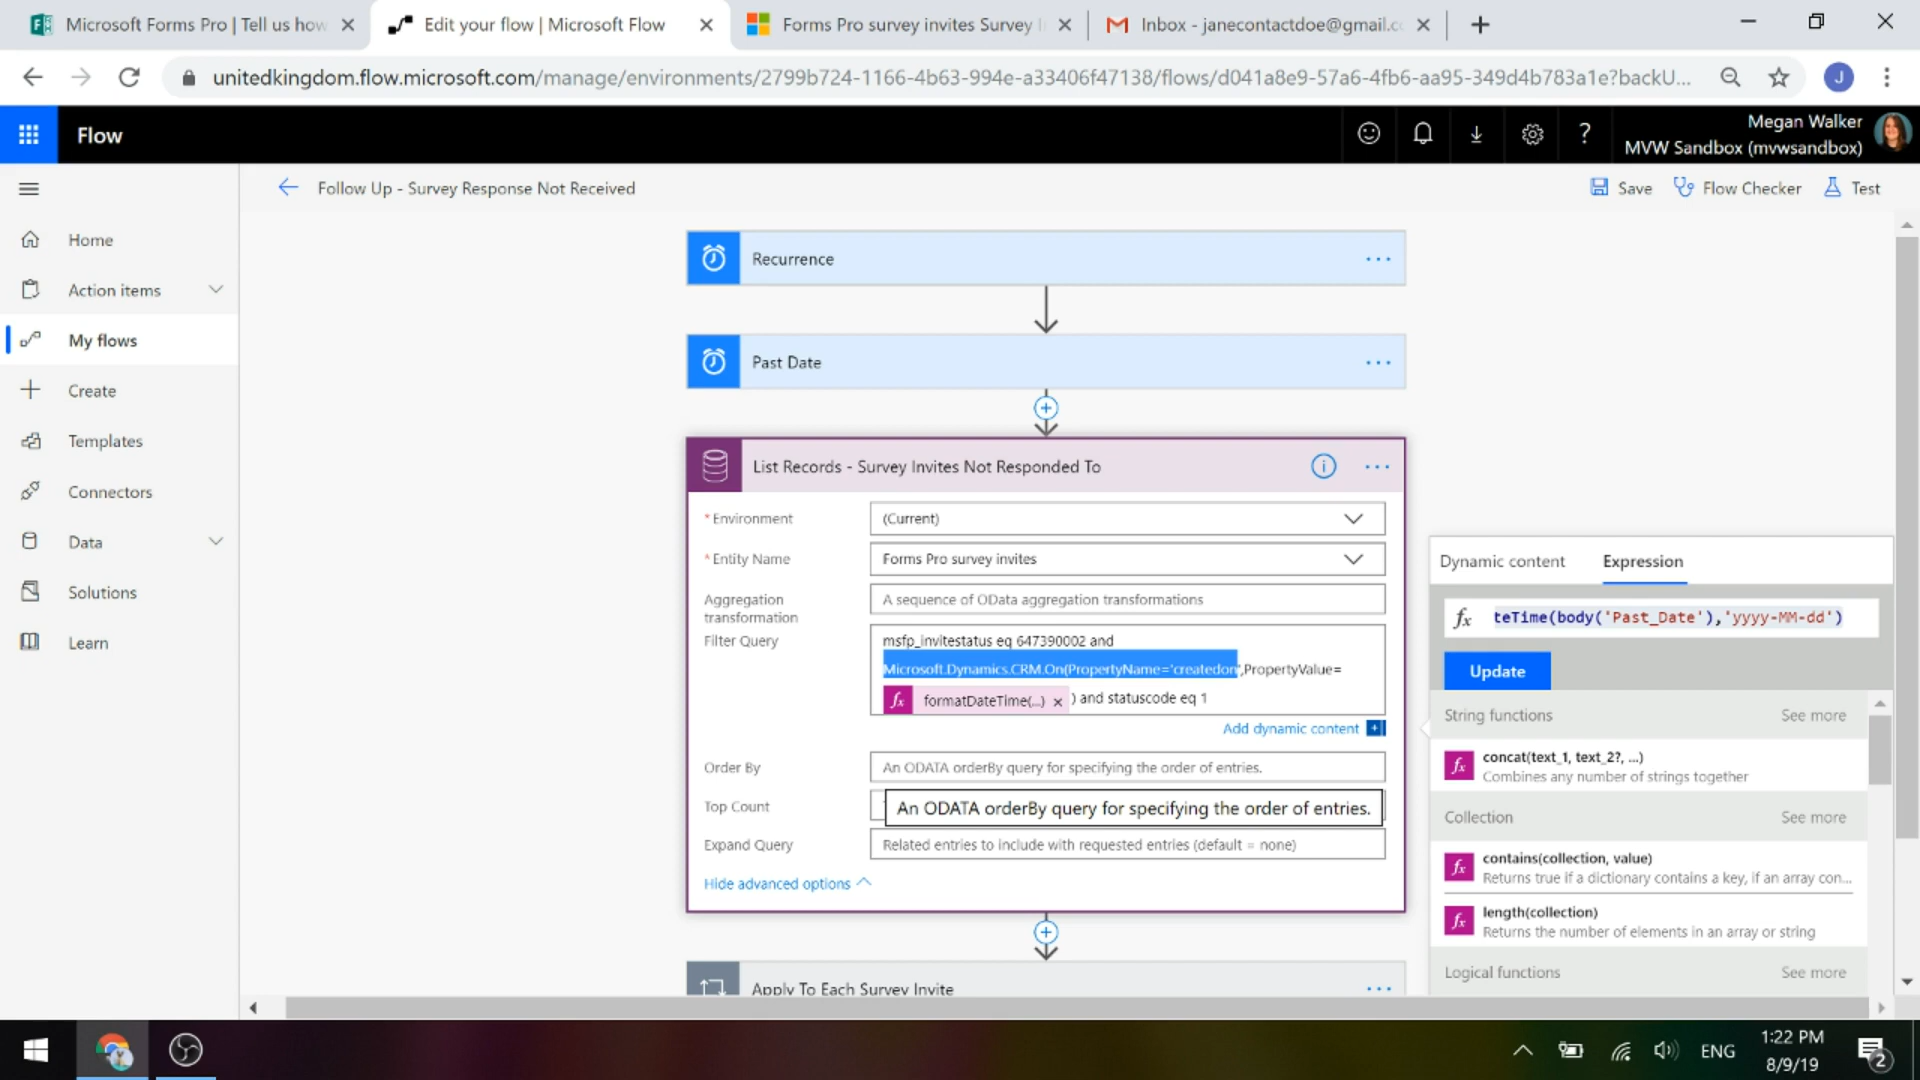 Microsoft Forms Pro | Tell us how
Edit your flow | Microsoft Flow
Forms Pro survey invites Survey I
Inbox - janecontactdoe@gmail.co
unitedkingdom.flow.microsoft.com/manage/environments/2799b724-1166-4b63-994e-a33406f47138/flows/d041a8e9-57a6-4fb6-aa95-349d4b783a1e?backU...
J
Flow
?
Megan Walker
MVW Sandbox (mvwsandbox)
Follow Up - Survey Response Not Received
Save
Flow Checker
Test
Home
Action items
My flows
Create
Templates
Connectors
Data
Solutions
Learn
Recurrence
Past Date
List Records - Survey Invites Not Responded To
* Environment
(Current)
* Entity Name
Forms Pro survey invites
Aggregation
transformation
A sequence of OData aggregation transformations
Filter Query
msfp_invitestatus eq 647390002 and
Microsoft.Dynamics.CRM.On(PropertyName='createdon',PropertyValue=
fx formatDateTime(...) x ) and statuscode eq 1
Add dynamic content
Order By
An ODATA orderBy query for specifying the order of entries.
Top Count
An ODATA orderBy query for specifying the order of entries.
Expand Query
Related entries to include with requested entries (default = none)
Hide advanced options
Apply To Each Survey Invite
Dynamic content
Expression
fx teTime(body('Past_Date'),'yyyy-MM-dd')
Update
String functions
See more
fx concat(text_1, text_2?, ...)
Combines any number of strings together
Collection
See more
fx contains(collection, value)
Returns true if a dictionary contains a key, if an array con...
fx length(collection)
Returns the number of elements in an array or string
Logical functions
See more
ENG
1:22 PM
8/9/19
2